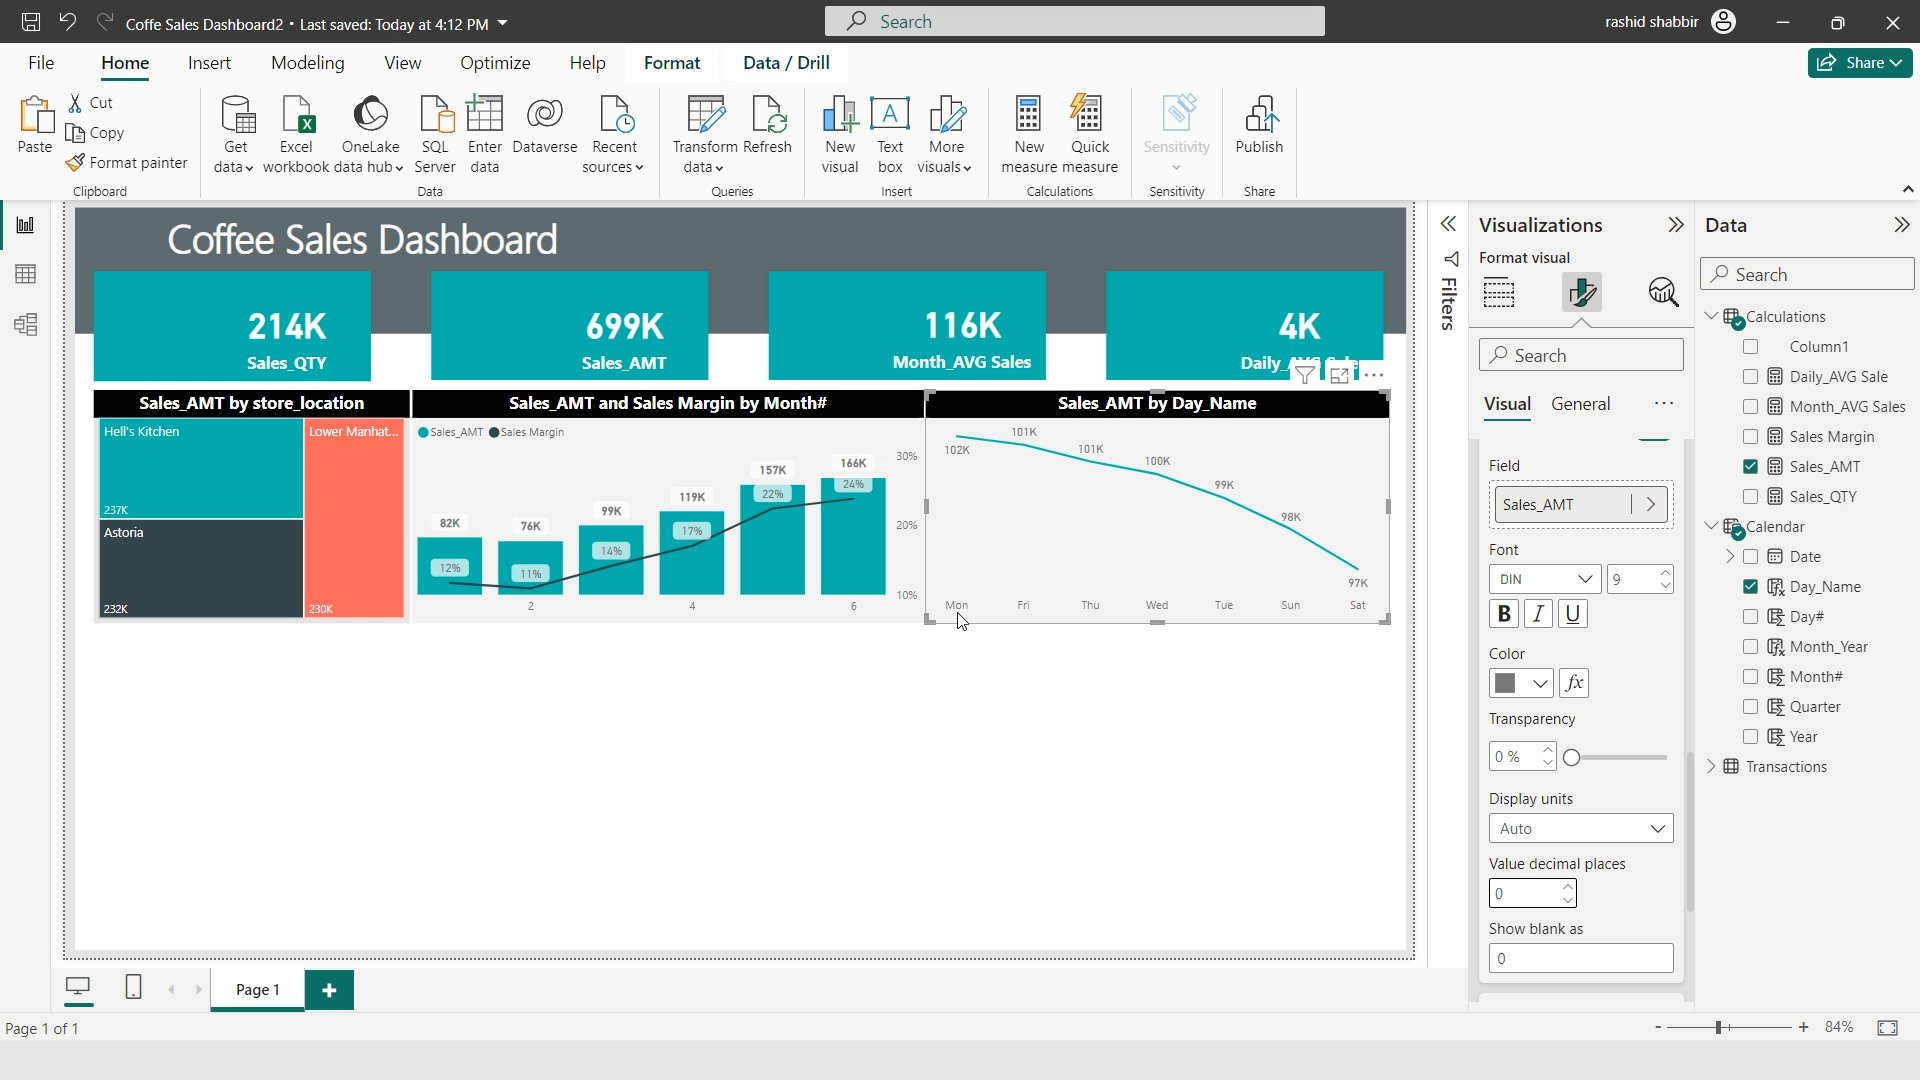 Coffe Sales Dashboard2 • Last saved: Today at 4:12 PM
Search
rashid shabbir
File Home Insert Modeling View Optimize Help Format Data / Drill
Share
Paste
Cut
Copy
Format painter
Clipboard
Get data
Excel workbook
OneLake data hub
SQL Server
Enter data
Dataverse
Recent sources
Data
Transform data
Refresh
Queries
New visual
A
Text box
More visuals
Insert
New measure
Quick measure
Calculations
Sensitivity
Sensitivity
Publish
Share
Coffee Sales Dashboard
214K
Sales_QTY
699K
Sales_AMT
116K
Month_AVG Sales
4K
Sales_AMT by store_location
Hell's Kitchen
237K
Astoria
232K
Lower Manhat...
230K
Sales_AMT and Sales Margin by Month#
Sales_AMT Sales Margin
82K 76K 99K 119K 157K 166K
12% 11% 14% 17% 22% 24%
30%
20%
10%
2 4 6
Sales_AMT by Day_Name
102K 101K 101K 100K 99K 98K 97K
Mon Fri Thu Wed Tue Sun Sat
Filters
Visualizations
Format visual
Search
Visual General
Field
Sales_AMT
Font
DIN 9
B I U
Color
fx
Transparency
0 %
Display units
Auto
Value decimal places
0
Show blank as
0
Data
Search
Calculations
Column1
Daily_AVG Sale
Month_AVG Sales
Sales Margin
Sales_AMT
Sales_QTY
Calendar
Date
Day_Name
Day#
Month_Year
Month#
Quarter
Year
Transactions
Page 1
Page 1 of 1
- + 84%